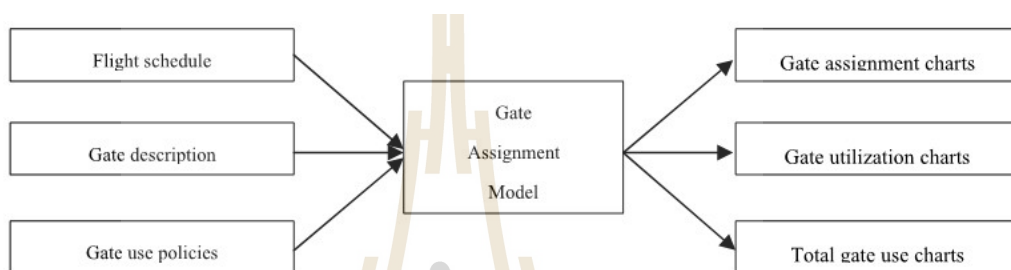 Flight schedule
Gate description
Gate use policies
Gate
Assignment
Model
Gate assignment charts
Gate utilization charts
Total gate use charts